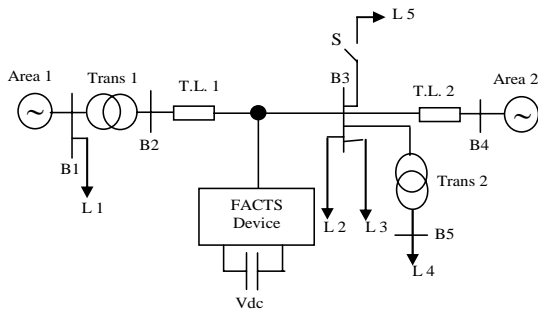 L 5
S
Area 1
Trans 1
T.L. 1
B3
T.L. 2
Area 2
~
~
B2
B4
B1
L 1
FACTS
Device
Trans 2
L 2
L 3
B5
L 4
Vdc